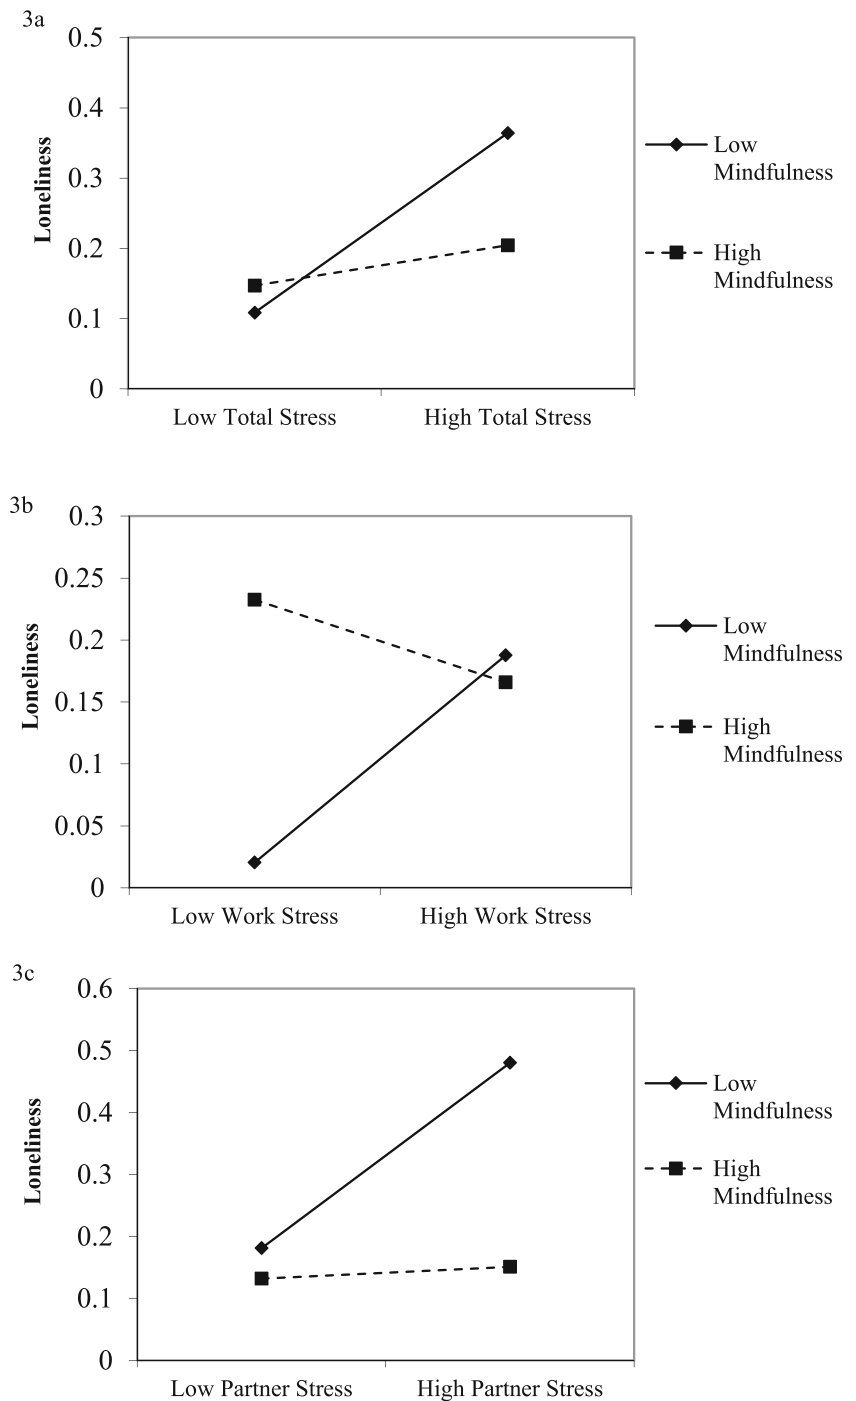 3a
0.5
0.4
0.3
0.2
0.1
0
Loneliness
Low Total Stress
High Total Stress
Low
Mindfulness
High
Mindfulness
3b
0.3
0.25
0.2
0.15
0.1
0.05
0
Loneliness
Low Work Stress
High Work Stress
Low
Mindfulness
High
Mindfulness
3c
0.6
0.5
0.4
0.3
0.2
0.1
0
Loneliness
Low Partner Stress
High Partner Stress
Low
Mindfulness
High
Mindfulness